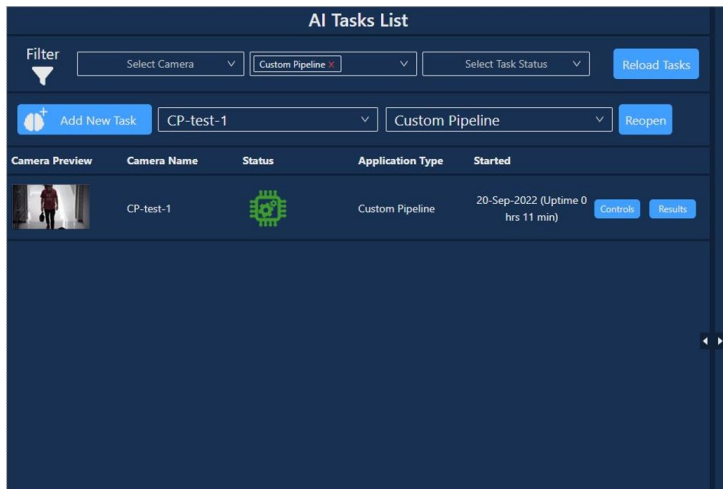 AI Tasks List
Filter
Select Camera
Custom Pipeline ×
Select Task Status
Reload Tasks
Add New Task
CP-test-1
Custom Pipeline
Reopen
Camera Preview Camera Name Status Application Type Started
CP-test-1
Custom Pipeline
20-Sep-2022 (Uptime 0
hrs 11 min)
Controls
Results